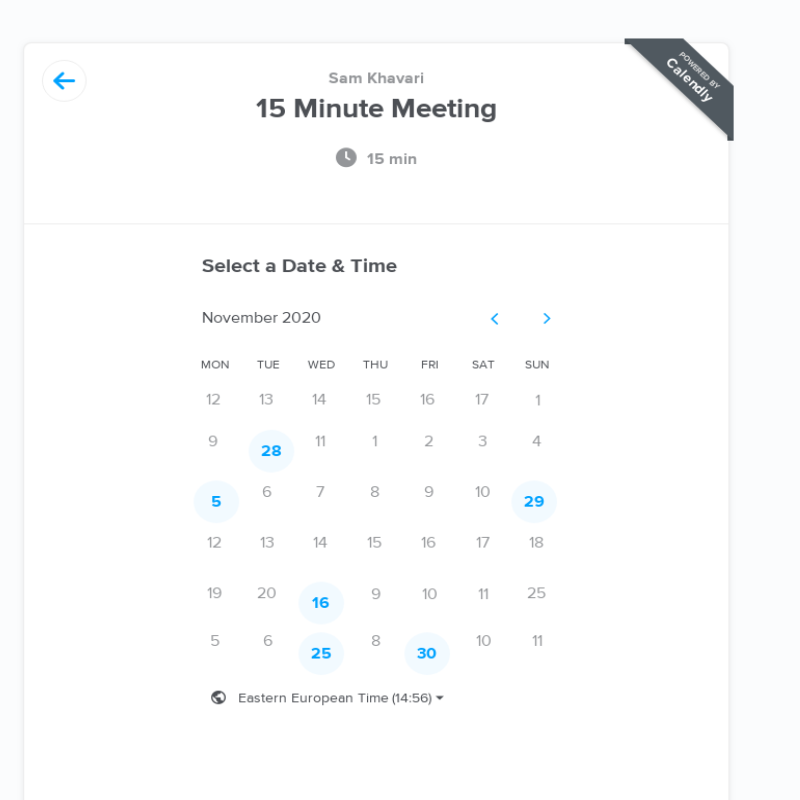 POWERED BY
Calendly
Sam Khavari
15 Minute Meeting
15 min
Select a Date & Time
November 2020
MON TUE WED THU FRI SAT SUN
12 13 14 15 16 17 1
9 28 11 1 2 3 4
5 6 7 8 9 10 29
12 13 14 15 16 17 18
19 20 16 9 10 11 25
5 6 25 8 30 10 11
Eastern European Time (14:56)